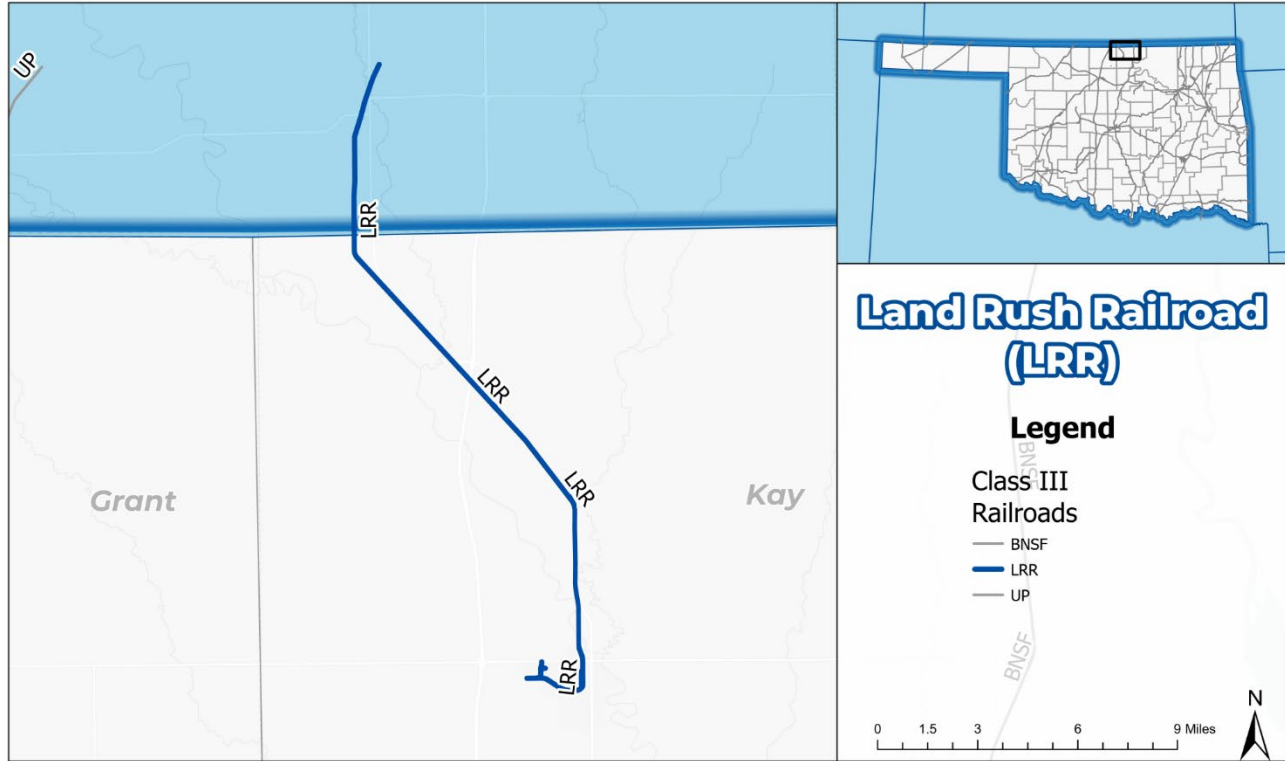 UP
LRR
LRR
LRR
LRR
Grant
Kay
Land Rush Railroad
(LRR)
Legend
Class III
Railroads
BNSF
LRR
UP
BNSF
BNSF
N
0 1.5 3 6 9 Miles